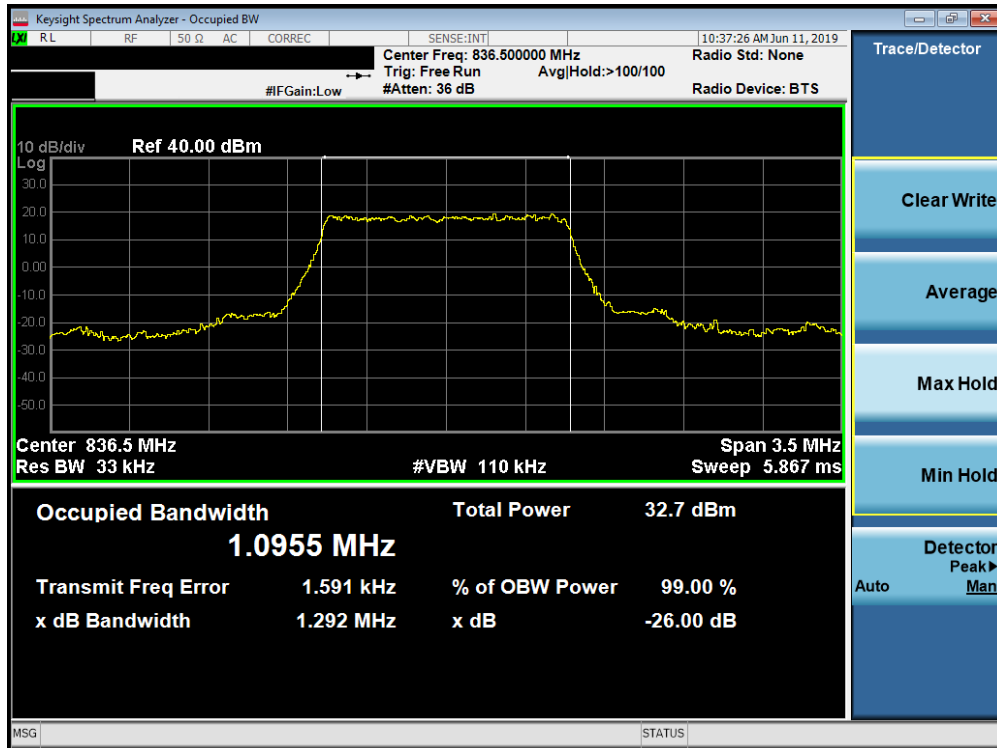 Keysight Spectrum Analyzer - Occupied BW
LXI RL RF 50 Ω AC CORREC SENSE:INT 10:37:26 AM Jun 11, 2019
Center Freq: 836.500000 MHz Radio Std: None
Trig: Free Run Avg|Hold:>100/100
#IFGain:Low #Atten: 36 dB Radio Device: BTS
10 dB/div Ref 40.00 dBm
Log
30.0
20.0
10.0
0.00
-10.0
-20.0
-30.0
-40.0
-50.0
Center 836.5 MHz Span 3.5 MHz
Res BW 33 kHz #VBW 110 kHz Sweep 5.867 ms
Occupied Bandwidth Total Power 32.7 dBm
1.0955 MHz
Transmit Freq Error 1.591 kHz % of OBW Power 99.00 %
x dB Bandwidth 1.292 MHz x dB -26.00 dB
MSG STATUS
Trace/Detector
Clear Write
Average
Max Hold
Min Hold
Detector
Peak▶
Auto Man